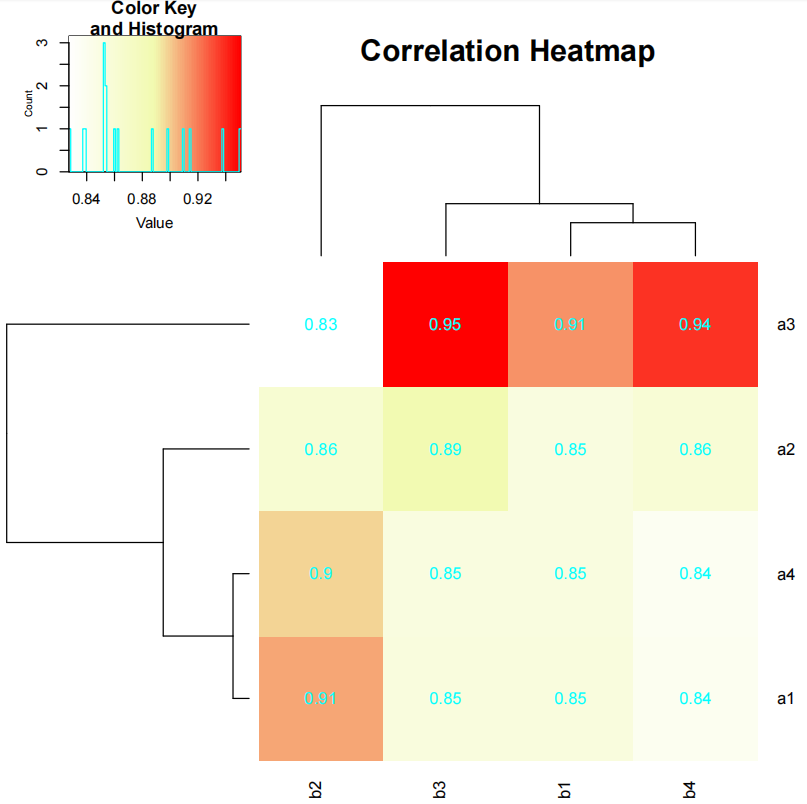 Color Key
and Histogram
Correlation Heatmap
3
2
1
0
Count
0.84 0.88 0.92
Value
0.83 0.95 0.91 0.94 a3
0.86 0.89 0.85 0.86 a2
0.9 0.85 0.85 0.84 a4
0.91 0.85 0.85 0.84 a1
b2 b3 b1 b4